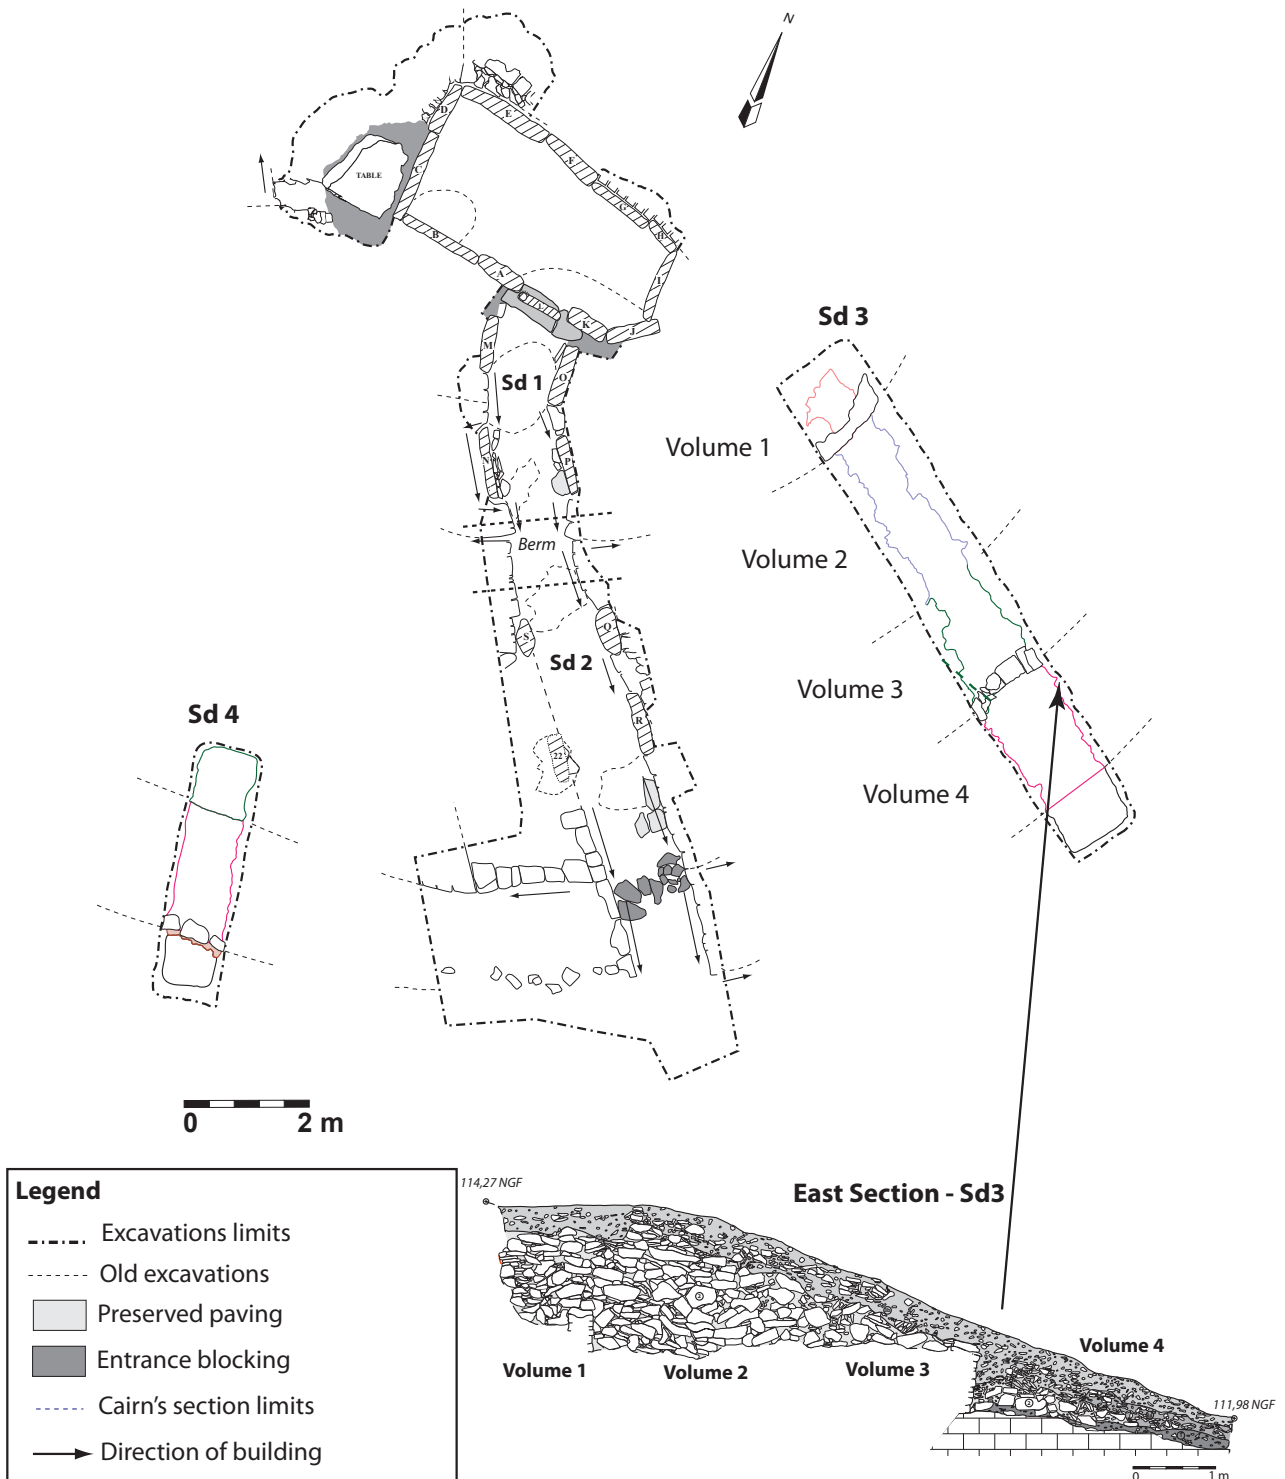 N
D
E
TABLE
C
F
G
H
B
I
A
K
J
Sd 3
M
Sd 1
O
Volume 1
N
P
Berm
Volume 2
S
Q
Sd 2
Volume 3
Sd 4
R
22
Volume 4
0 2 m
Legend
Excavations limits
Old excavations
Preserved paving
Entrance blocking
Cairn's section limits
Direction of building
114,27 NGF
East Section - Sd3
2
Volume 4
Volume 1
Volume 2
Volume 3
2
111,98 NGF
0 1 m